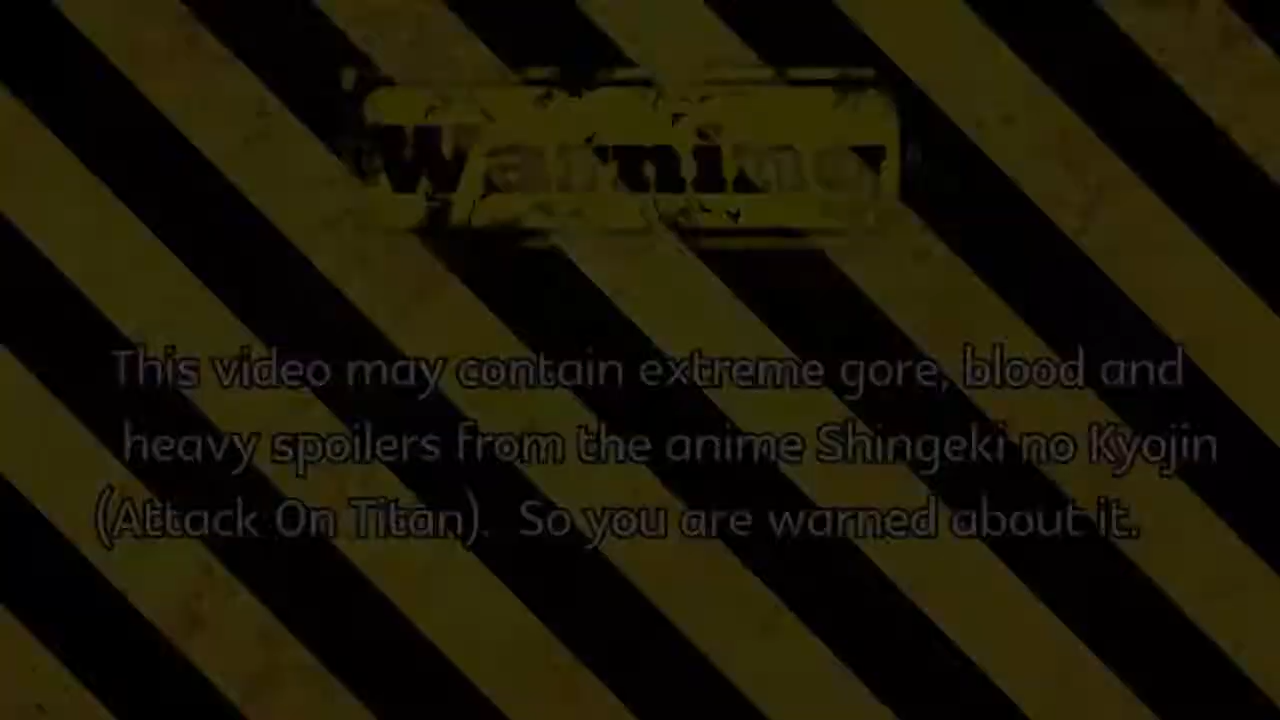 Warning
This video may contain extreme gore, blood and
heavy spoilers from the anime Shingeki no Kyojin
(Attack On Titan).  So you are warned about it.